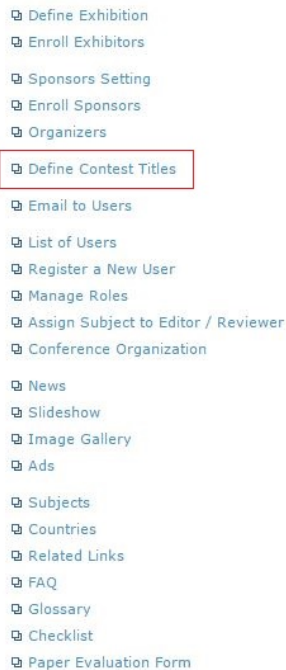 Define Exhibition
Enroll Exhibitors
Sponsors Setting
Enroll Sponsors
Organizers
Define Contest Titles
Email to Users
List of Users
Register a New User
Manage Roles
Assign Subject to Editor / Reviewer
Conference Organization
News
Slideshow
Image Gallery
Ads
Subjects
Countries
Related Links
FAQ
Glossary
Checklist
Paper Evaluation Form